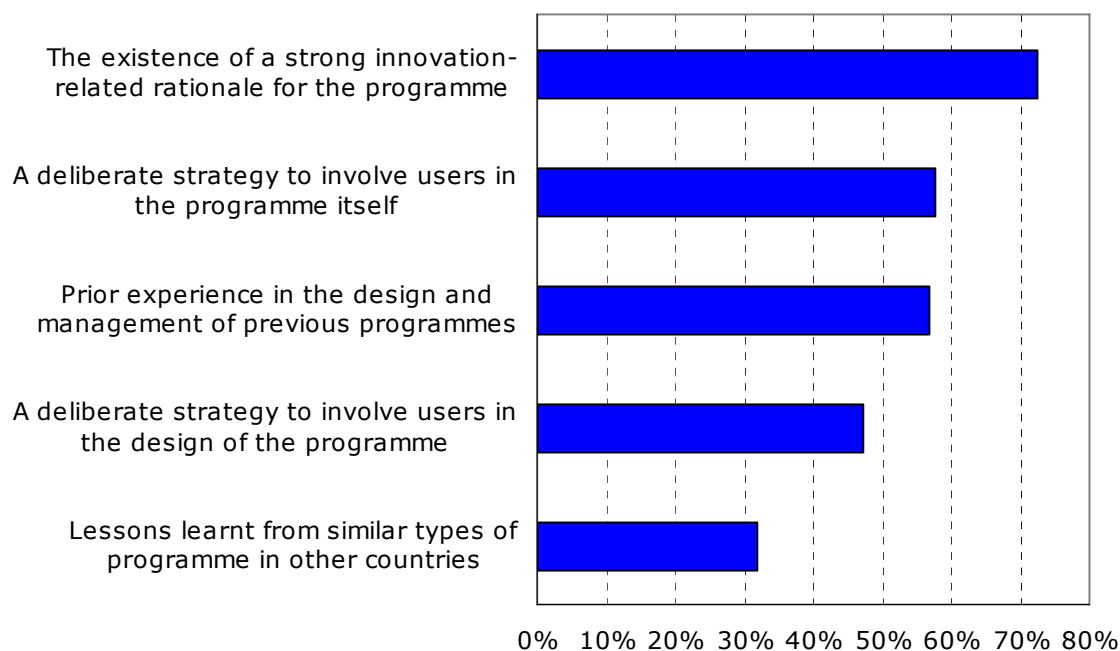 The existence of a strong innovation-
related rationale for the programme
A deliberate strategy to involve users in
the programme itself
Prior experience in the design and
management of previous programmes
A deliberate strategy to involve users in
the design of the programme
Lessons learnt from similar types of
programme in other countries
0% 10% 20% 30% 40% 50% 60% 70% 80%